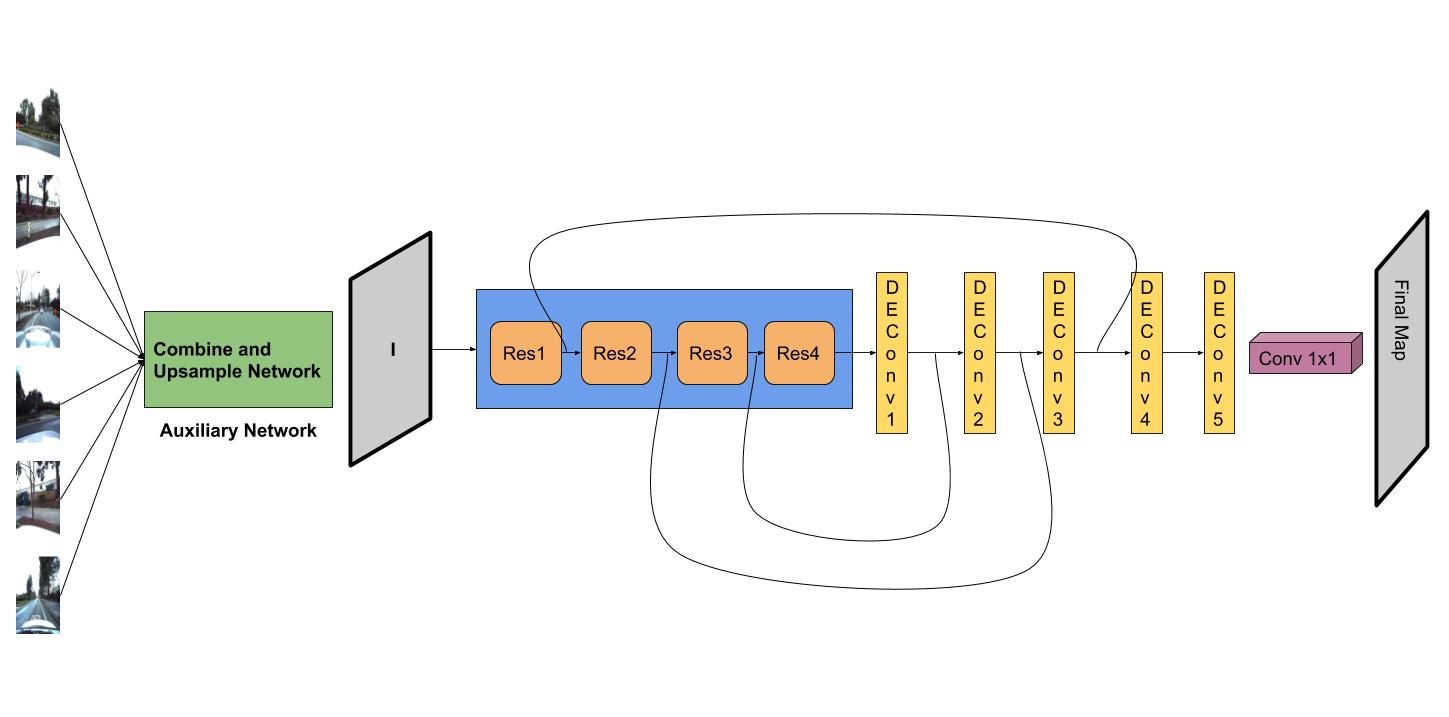 Combine and
Upsample Network
Auxiliary Network
I
Res1
Res2
Res3
Res4
DEConv1
DEConv2
DEConv3
DEConv4
DEConv5
Conv 1x1
Final Map